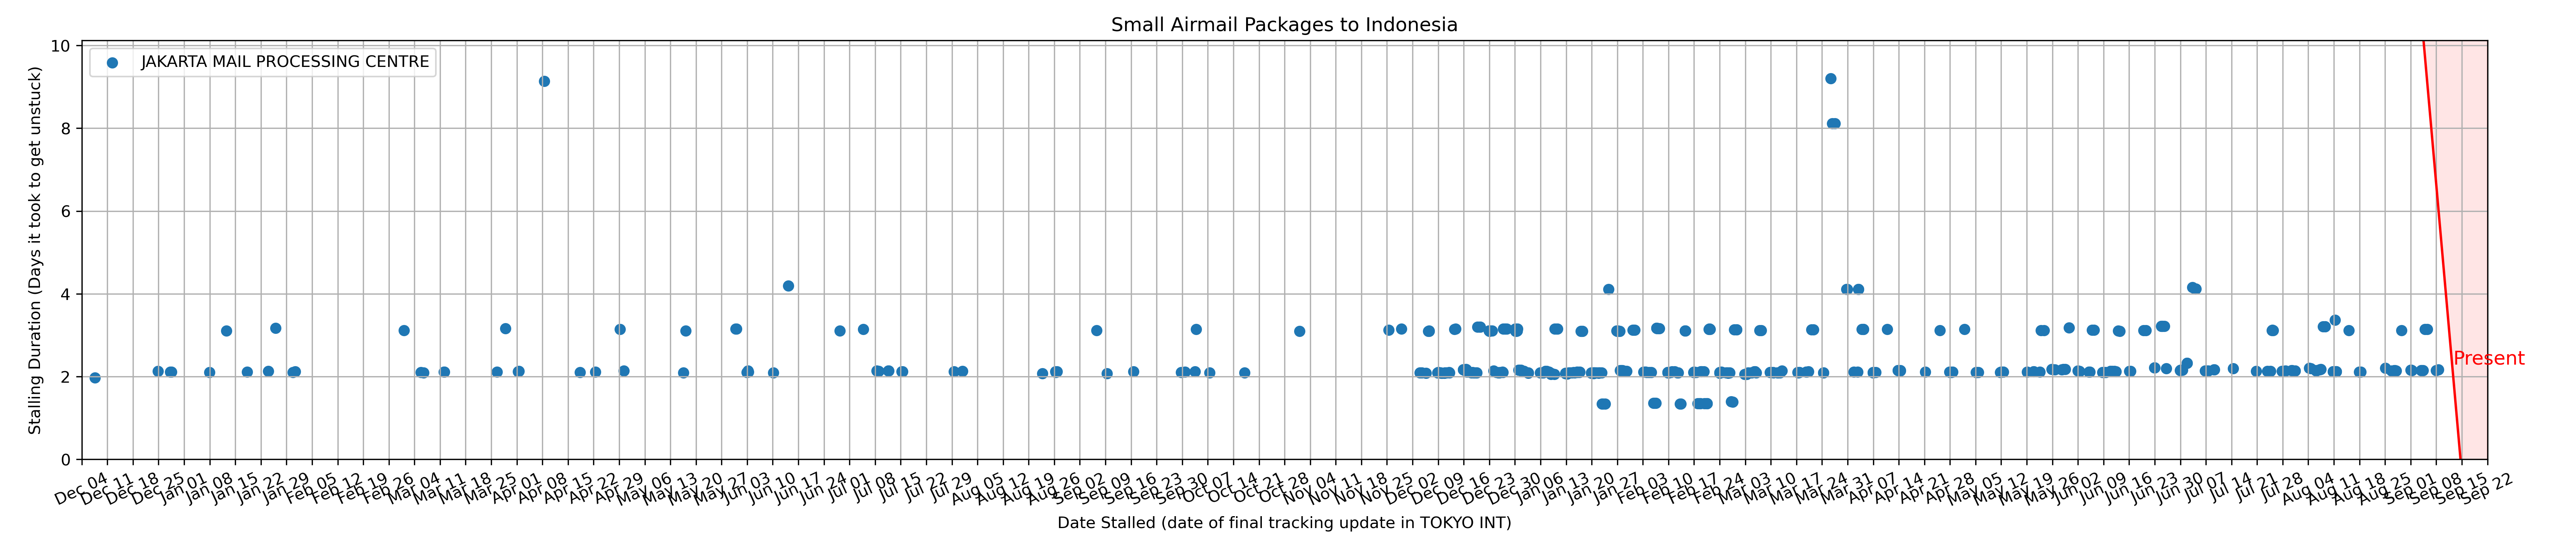 Small Airmail Packages to Indonesia
JAKARTA MAIL PROCESSING CENTRE
Stalling Duration (Days it took to get unstuck)
10
8
6
4
2
0
Present
Dec 04 Dec 11 Dec 18 Dec 25 Jan 01 Jan 08 Jan 15 Jan 22 Jan 29 Feb 05 Feb 12 Feb 19 Feb 26 Mar 04 Mar 11 Mar 18 Mar 25 Apr 01 Apr 08 Apr 15 Apr 22 Apr 29 May 06 May 13 May 20 May 27 Jun 03 Jun 10 Jun 17 Jun 24 Jul 01 Jul 08 Jul 15 Jul 22 Jul 29 Aug 05 Aug 12 Aug 19 Aug 26 Sep 02 Sep 09 Sep 16 Sep 23 Sep 30 Oct 07 Oct 14 Oct 21 Oct 28 Nov 04 Nov 11 Nov 18 Nov 25 Dec 02 Dec 09 Dec 16 Dec 23 Dec 30 Jan 06 Jan 13 Jan 20 Jan 27 Feb 03 Feb 10 Feb 17 Feb 24 Mar 03 Mar 10 Mar 17 Mar 24 Mar 31 Apr 07 Apr 14 Apr 21 Apr 28 May 05 May 12 May 19 May 26 Jun 02 Jun 09 Jun 16 Jun 23 Jun 30 Jul 07 Jul 14 Jul 21 Jul 28 Aug 04 Aug 11 Aug 18 Aug 25 Sep 01 Sep 08 Sep 15 Sep 22
Date Stalled (date of final tracking update in TOKYO INT)